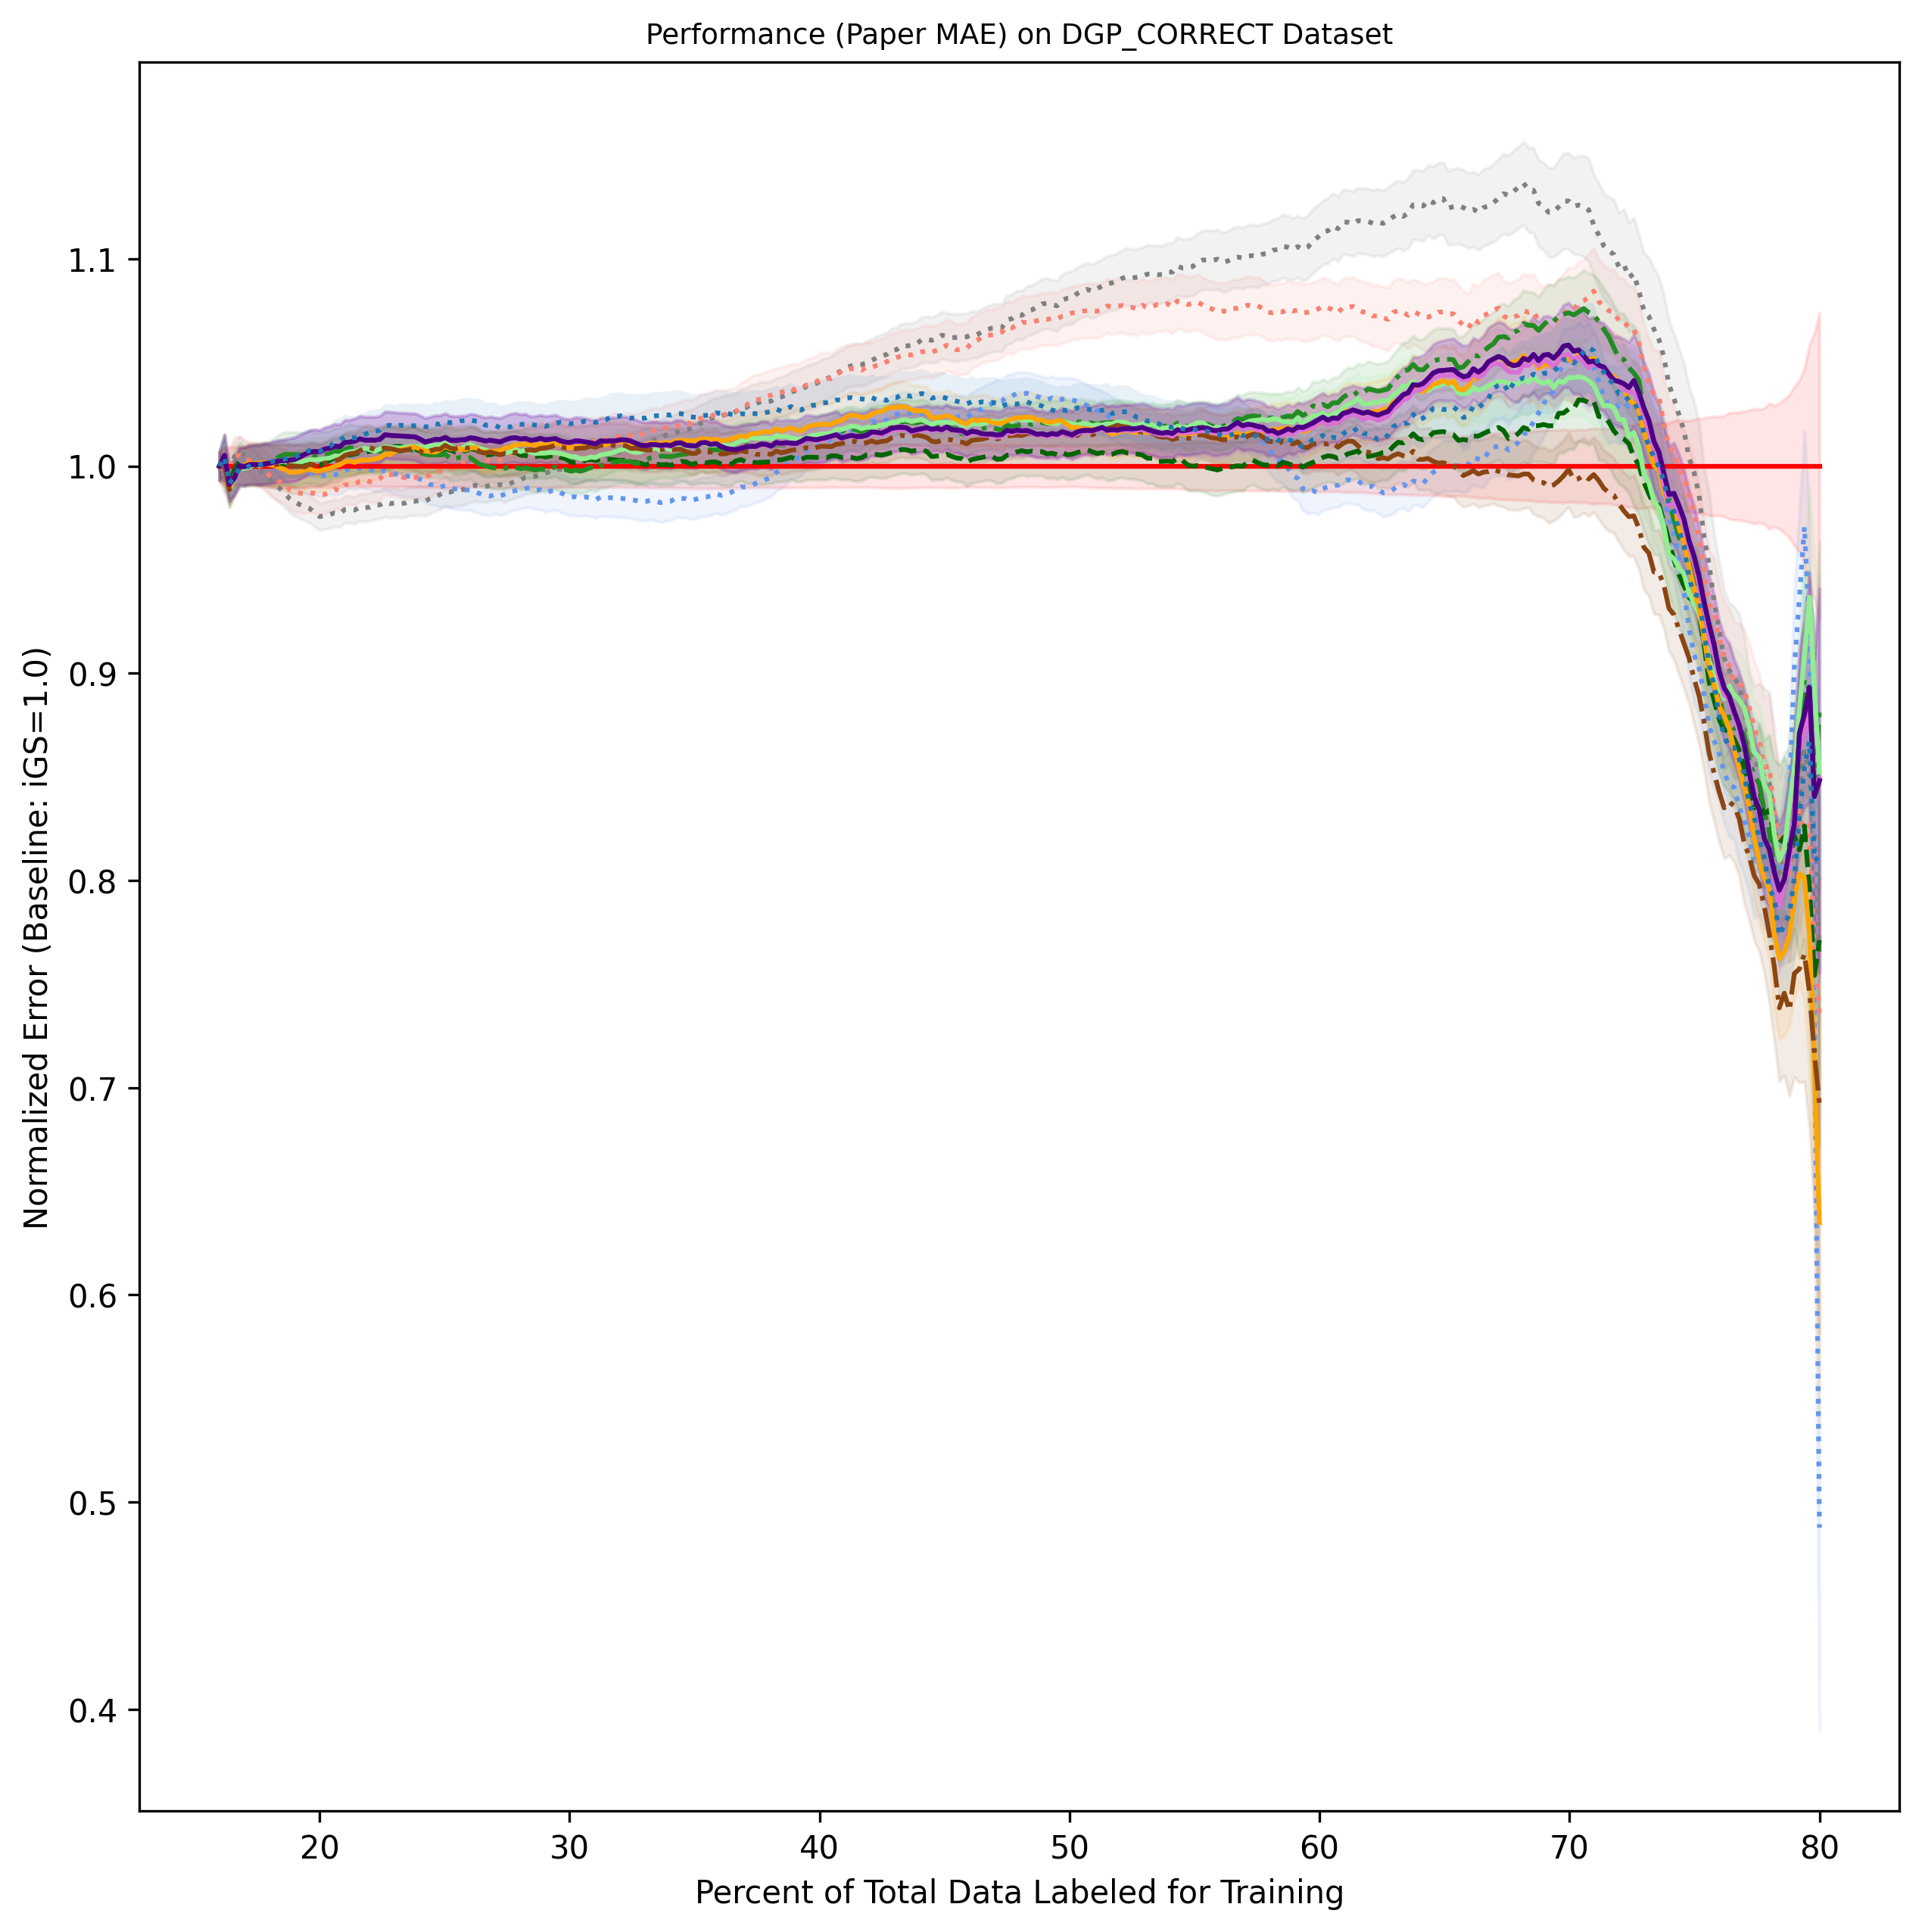 Performance (Paper MAE) on DGP_CORRECT Dataset
Normalized Error (Baseline: iGS=1.0)
1.1
1.0
0.9
0.8
0.7
0.6
0.5
0.4
20 30 40 50 60 70 80
Percent of Total Data Labeled for Training